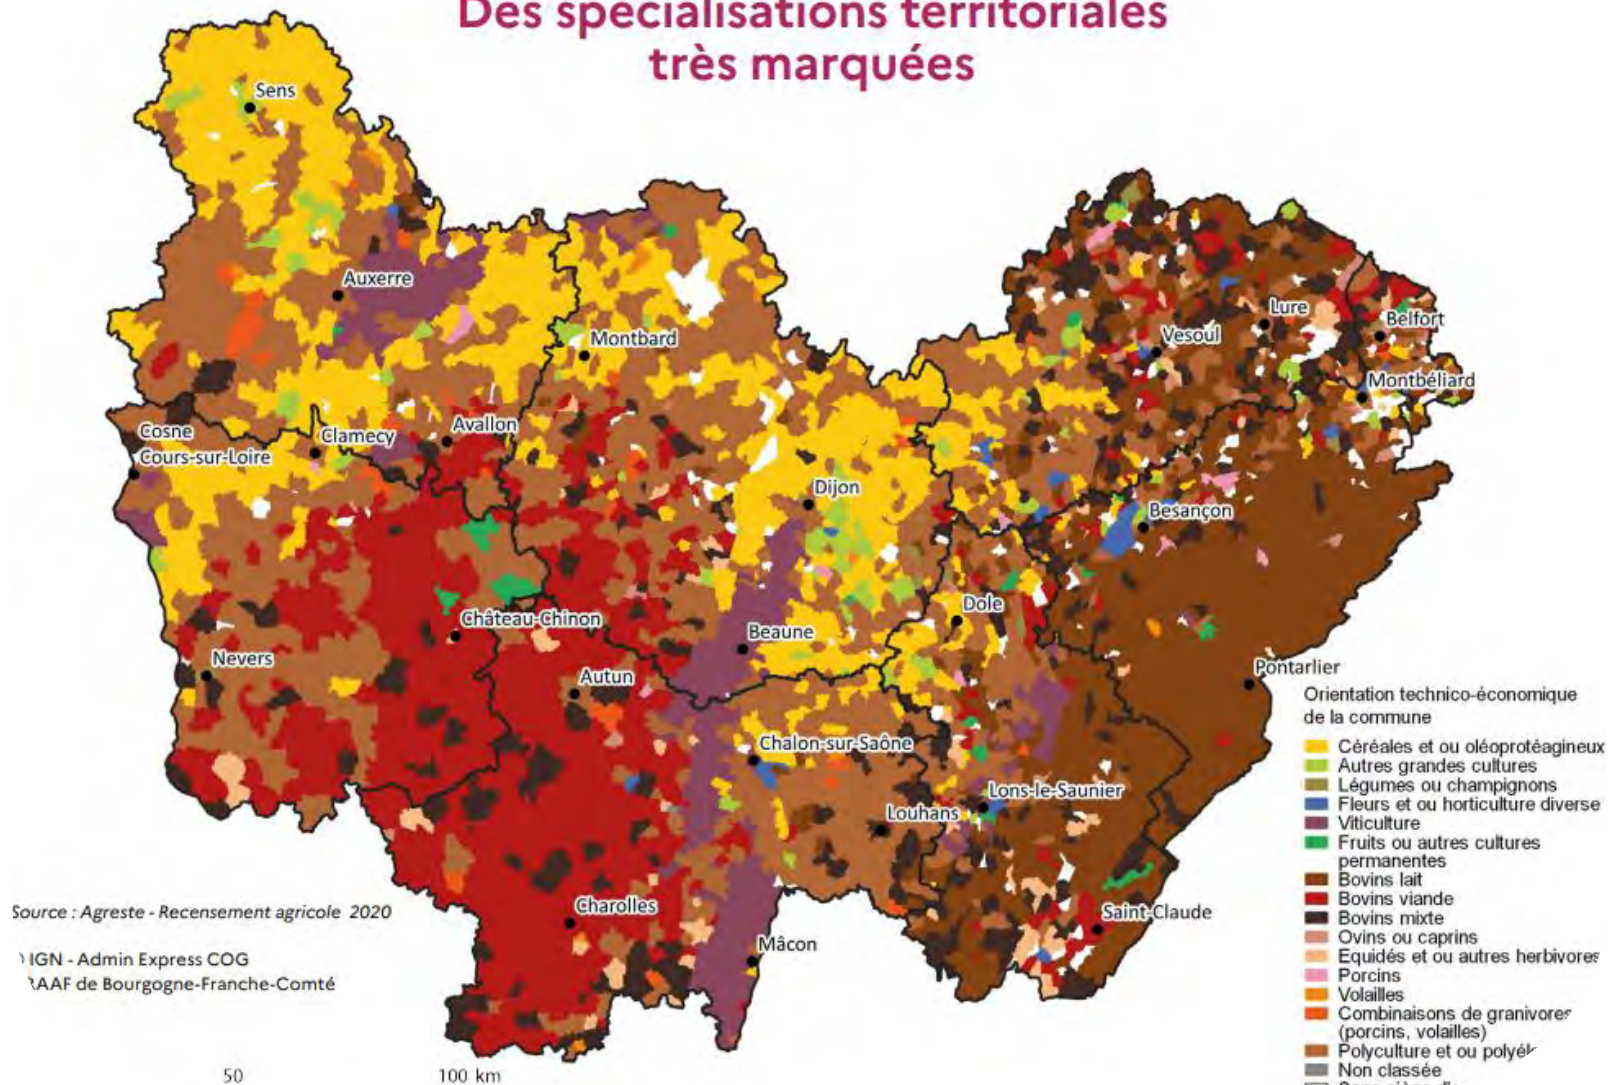 Des spécialisations territoriales
très marquées
Sens
Auxerre
Montbard
Vesoul
Lure
Belfort
Montbéliard
Cosne
Cours-sur-Loire
Clamecy
Avallon
Dijon
Besançon
Château-Chinon
Dole
Beaune
Nevers
Autun
Pontarlier
Chalon-sur-Saône
Lons-le-Saunier
Louhans
Charolles
Saint-Claude
Mâcon
Orientation technico-économique
de la commune
Céréales et ou oléoprotéagineux
Autres grandes cultures
Légumes ou champignons
Fleurs et ou horticulture diverse
Viticulture
Fruits ou autres cultures
permanentes
Bovins lait
Bovins viande
Bovins mixte
Ovins ou caprins
Equidés et ou autres herbivores
Porcins
Volailles
Combinaisons de granivores
(porcins, volailles)
Polyculture et ou
Non classée
Source : Agreste - Recensement agricole 2020
IGN - Admin Express COG
RAAF de Bourgogne-Franche-Comté
50 100 km